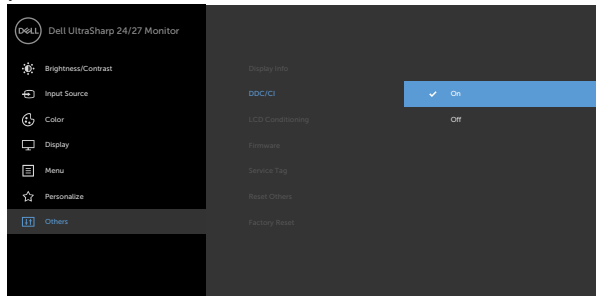 DELL
Dell UltraSharp 24/27 Monitor
Brightness/Contrast
Input Source
Color
Display
Menu
Personalize
Others
Display Info
DDC/CI
LCD Conditioning
Firmware
Service Tag
Reset Others
Factory Reset
On
Off